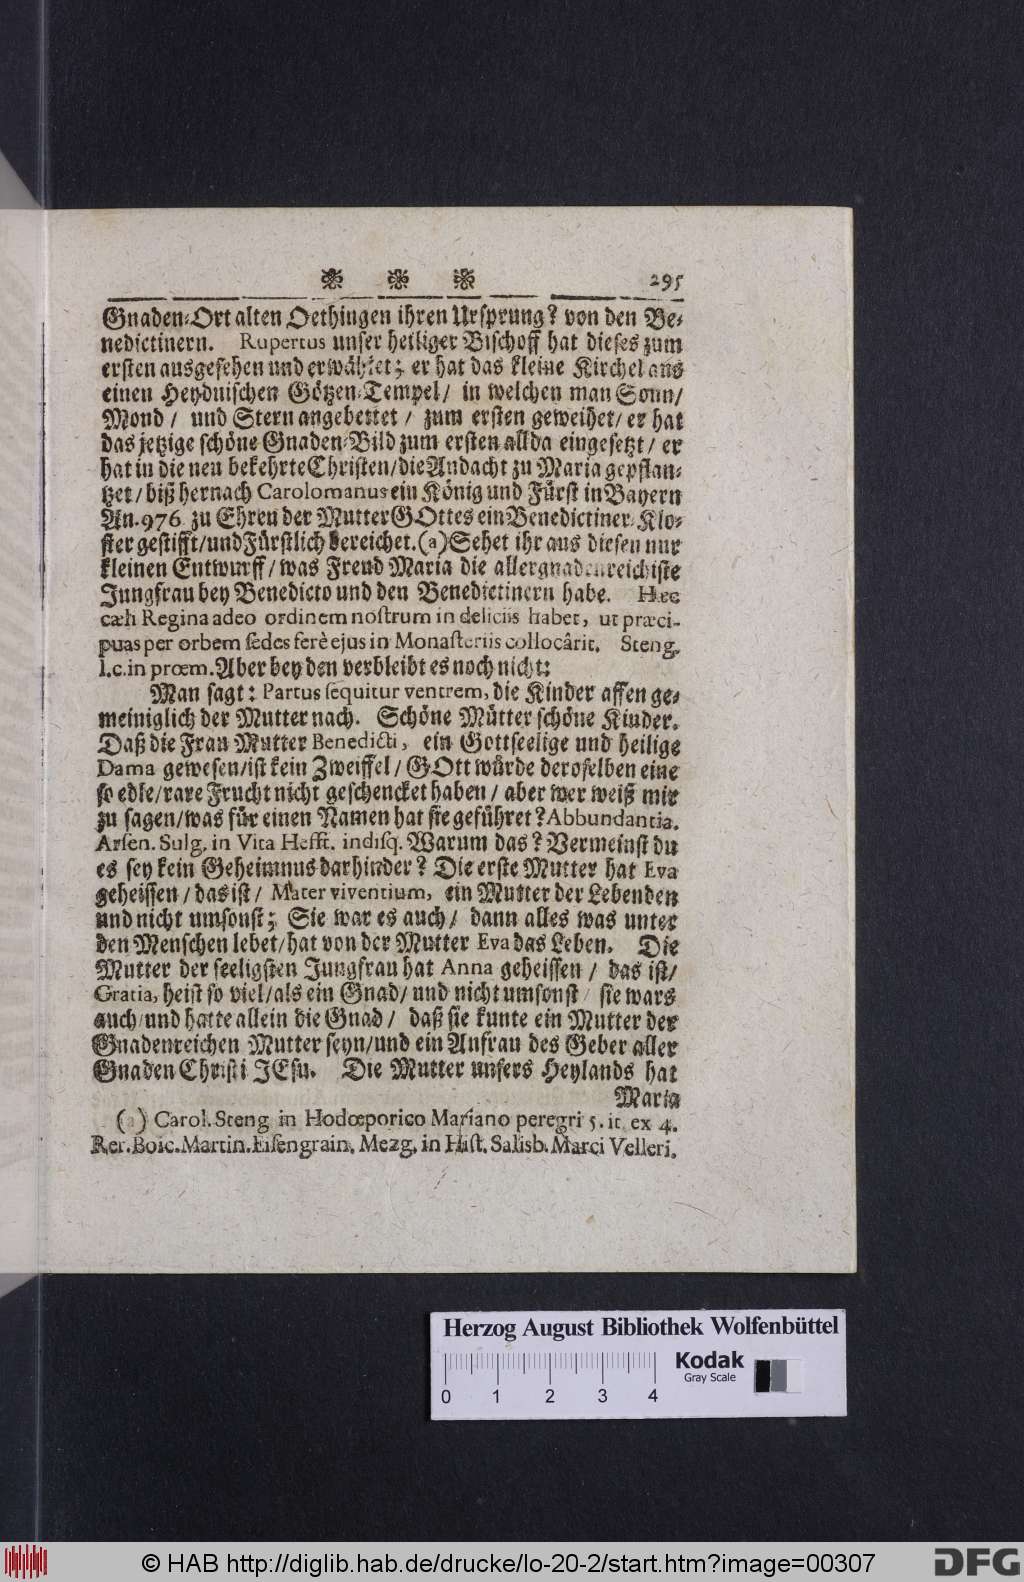 295
Gnaden-Ort alten Oethingen ihren Ursprung? von den Be-
nedictinern. Rupertus unser heiliger Bischoff hat dieses zum
ersten ausgesehen und erwählet; er hat das kleine Kirchel aus
einen Heydnischen Götzen-Tempel/ in welchen man Sonn/
Mond / und Stern angebettet / zum ersten geweihet/ er hat
das jetzige schöne Gnaden-Bild zum ersten allda eingesetzt/ er
hat in die neu bekehrte Christen/ die Andacht zu Maria gepflan-
tzet/ biß hernach Carolomanus ein König und Fürst in Bayern
An. 976. zu Ehren der Mutter GOttes ein Benedictiner-Klo-
ster gestifft/ und Fürstlich bereichet. (a) Sehet ihr aus diesen nur
kleinen Entwurff/ was Freud Maria die allergnadenreichiste
Jungfrau bey Benedicto und den Benedictinern habe. Hæc
cæli Regina adeo ordinem nostrum in deliciis habet, ut præci-
puas per orbem sedes ferè ejus in Monasteriis collocârit. Steng.
l.c. in prœm. Aber bey den verbleibt es noch nicht:
Man sagt: Partus sequitur ventrem, die Kinder affen ge-
meiniglich der Mutter nach. Schöne Mütter schöne Kinder.
Daß die Frau Mutter Benedicti, ein Gottseelige und heilige
Dama gewesen/ ist kein Zweiffel/ GOtt würde deroselben eine
so edle/ rare Frucht nicht geschencket haben/ aber wer weiß mir
zu sagen/ was für einen Namen hat sie geführet? Abbundantia.
Arsen. Sulg. in Vita Hefft. indisq. Warum das? Vermeinst du
es sey kein Geheimnus darhinder? Die erste Mutter hat Eva
geheissen/ das ist/ Mater viventium, ein Mutter der Lebenden
und nicht umsonst; Sie war es auch/ dann alles was unter
den Menschen lebet/ hat von der Mutter Eva das Leben. Die
Mutter der seeligsten Jungfrau hat Anna geheissen / das ist/
Gratia, heist so viel/ als ein Gnad/ und nicht umsonst/ sie wars
auch/ und hatte allein die Gnad/ daß sie kunte ein Mutter der
Gnadenreichen Mutter seyn/ und ein Anfrau des Geber aller
Gnaden Christi JEsu. Die Mutter unsers Heylands hat
Maria
(a) Carol. Steng in Hodœporico Mariano peregri 5. it ex 4.
Rer. Boic. Martin. Eisengrain. Mezg. in Hist. Salisb. Marci Velleri.
Herzog August Bibliothek Wolfenbüttel
Kodak
Gray Scale
0 1 2 3 4
© HAB http://diglib.hab.de/drucke/lo-20-2/start.htm?image=00307
DFG